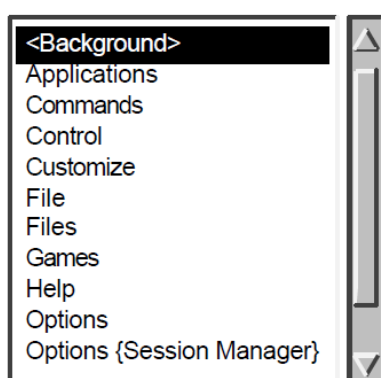 <Background>
Applications
Commands
Control
Customize
File
Files
Games
Help
Options
Options {Session Manager}